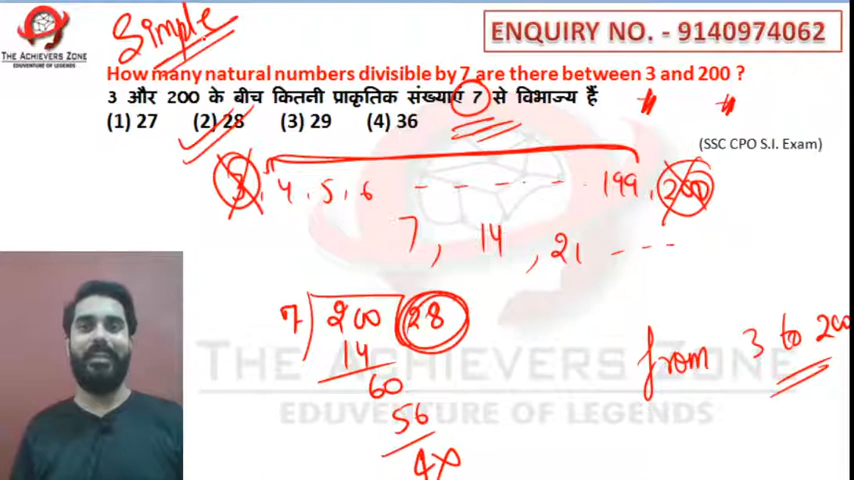 Simple
THE ACHIEVERS ZONE
EDUVENTURE OF LEGENDS
ENQUIRY NO. - 9140974062
How many natural numbers divisible by 7 are there between 3 and 200 ?
3 और 200 के बीच कितनी प्राकृतिक संख्याए 7 से विभाज्य हैं
(1) 27 (2) 28 (3) 29 (4) 36
(SSC CPO S.I. Exam)
3, 4, 5, 6 - - - - - 199, 200
7, 14, 21 - - -
7 200 28
14
60
56
4
from 3 to 200
THE ACHIEVERS ZONE
EDUVENTURE OF LEGENDS